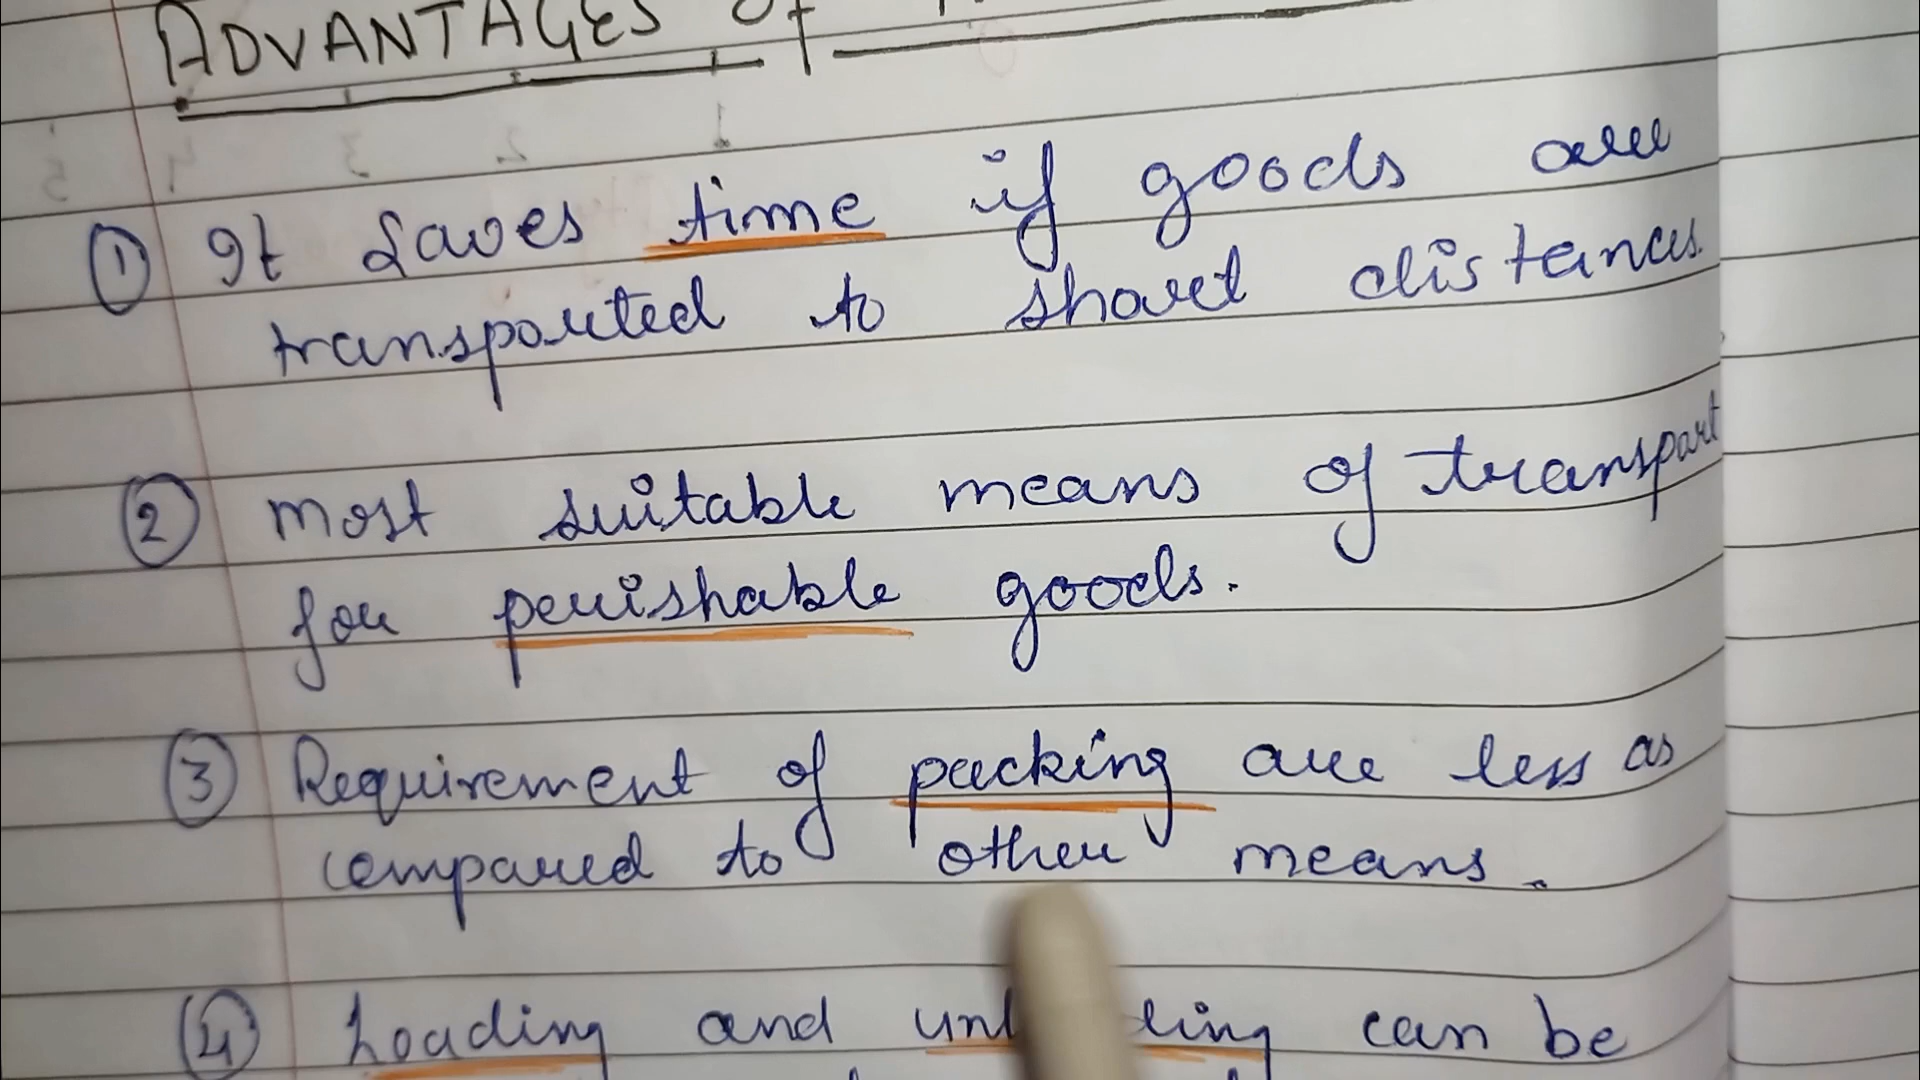 ADVANTAGES of
① It saves time if goods are
transported to short distances.
② Most suitable means of transport
for perishable goods.
③ Requirement of packing are less as
compared to other means.
④ Loading and can be